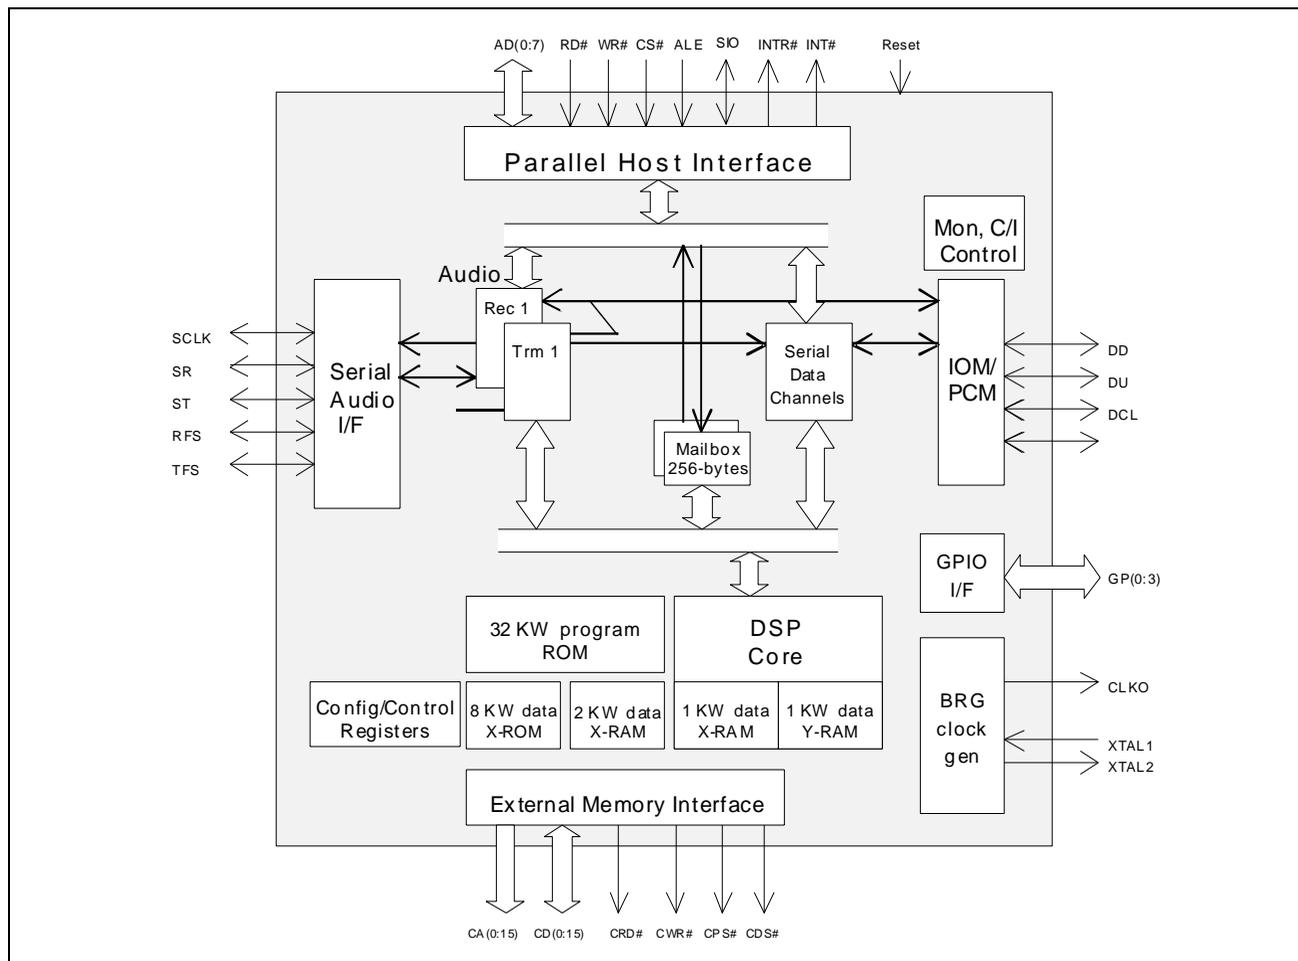 AD(0:7) RD# WR# CS# ALE SIO INTR# INT# Reset
Parallel Host Interface
Mon, C/I
Control
Audio
Rec 1
Trm 1
Serial
Data
Channels
Mailbox
256-bytes
SCLK
SR
ST
RFS
TFS
Serial
Audio
I/F
IOM/
PCM
DD
DU
DCL
GPIO
I/F
GP(0:3)
32 KW program
ROM
DSP
Core
Config/Control
Registers
8 KW data
X-ROM
2 KW data
X-RAM
1 KW data
X-RAM
1 KW data
Y-RAM
BRG
clock
gen
CLKO
XTAL1
XTAL2
External Memory Interface
CA(0:15) CD(0:15) CRD# CWR# CPS# CDS#